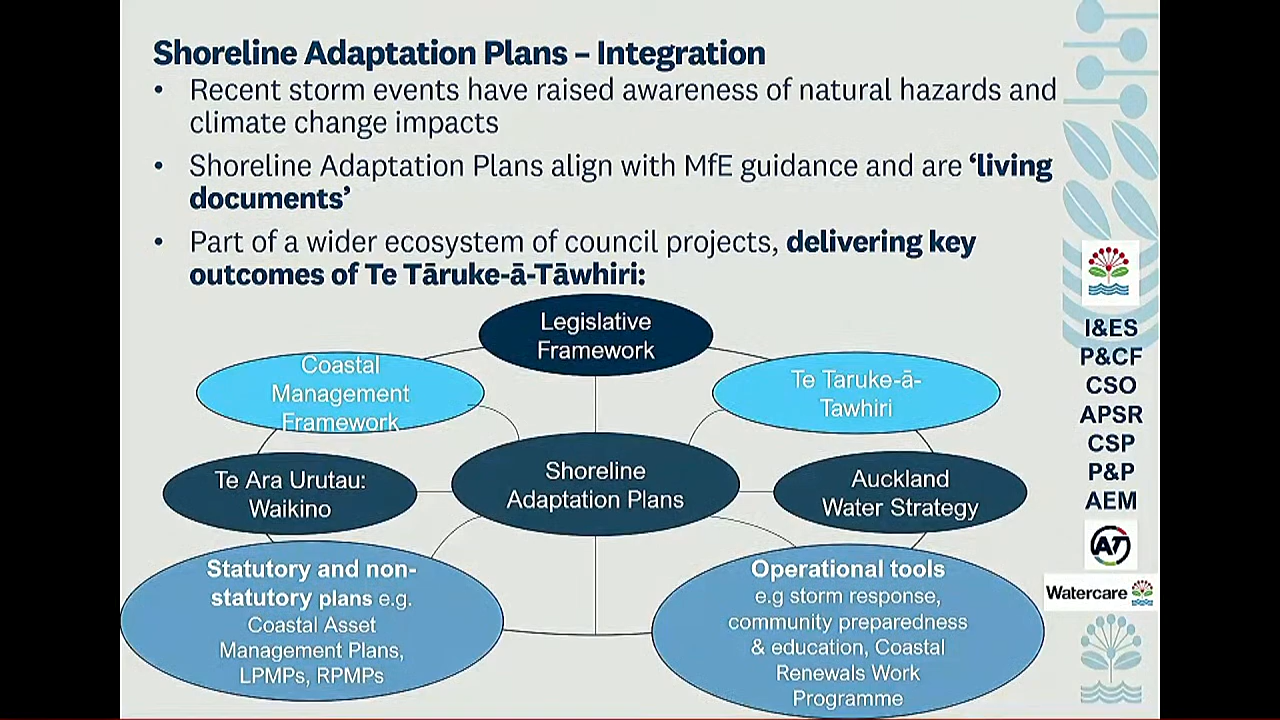 Shoreline Adaptation Plans – Integration
• Recent storm events have raised awareness of natural hazards and
climate change impacts
• Shoreline Adaptation Plans align with MfE guidance and are ‘living
documents’
• Part of a wider ecosystem of council projects, delivering key
outcomes of Te Tāruke-ā-Tāwhiri:
Legislative
Framework
Coastal
Management
Framework
Te Taruke-ā-
Tawhiri
Te Ara Urutau:
Waikino
Shoreline
Adaptation Plans
Auckland
Water Strategy
Statutory and non-
statutory plans e.g.
Coastal Asset
Management Plans,
LPMPs, RPMPs
Operational tools
e.g storm response,
community preparedness
& education, Coastal
Renewals Work
Programme
I&ES
P&CF
CSO
APSR
CSP
P&P
AEM
AT
Watercare